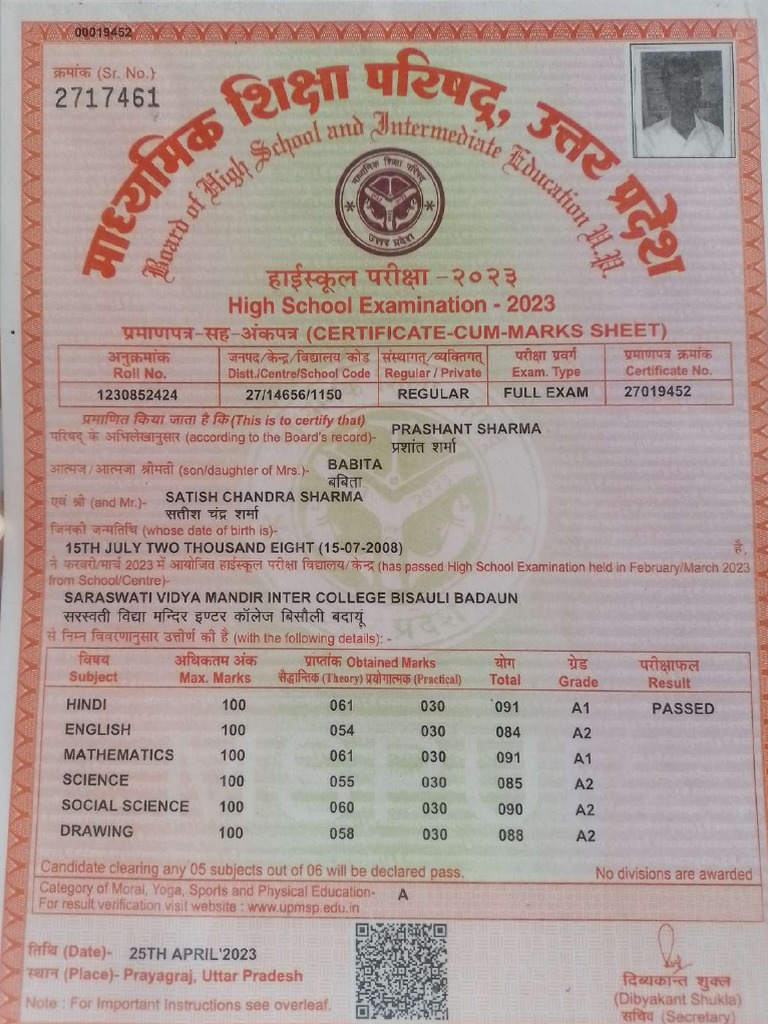 00019452
क्रमांक (Sr. No.)
2717461
माध्यमिक शिक्षा परिषद्, उत्तर प्रदेश
Board of High School and Intermediate Education U.P.
माध्यमिक शिक्षा परिषद्
उत्तर प्रदेश
हाईस्कूल परीक्षा -२०२३
High School Examination - 2023
प्रमाणपत्र-सह-अंकपत्र (CERTIFICATE-CUM-MARKS SHEET)
अनुक्रमांक जनपद/केन्द्र/विद्यालय कोड संस्थागत/व्यक्तिगत परीक्षा प्रवर्ग प्रमाणपत्र क्रमांक
Roll No. Distt./Centre/School Code Regular / Private Exam. Type Certificate No.
1230852424 27/14656/1150 REGULAR FULL EXAM 27019452
प्रमाणित किया जाता है कि (This is to certify that)
परिषद् के अभिलेखानुसार (according to the Board's record)- PRASHANT SHARMA
प्रशांत शर्मा
आत्मज/आत्मजा श्रीमती (son/daughter of Mrs.)- BABITA
बबिता
एवं श्री (and Mr.)- SATISH CHANDRA SHARMA
सतीश चंद्र शर्मा
जिनकी जन्मतिथि (whose date of birth is)-
15TH JULY TWO THOUSAND EIGHT (15-07-2008) है,
ने फरवरी/मार्च 2023 में आयोजित हाईस्कूल परीक्षा विद्यालय/केन्द्र (has passed High School Examination held in February/March 2023
from School/Centre)-
SARASWATI VIDYA MANDIR INTER COLLEGE BISAULI BADAUN
सरस्वती विद्या मन्दिर इण्टर कॉलेज बिसौली बदायूं
से निम्न विवरणानुसार उत्तीर्ण की है (with the following details): -
विषय अधिकतम अंक प्राप्तांक Obtained Marks योग ग्रेड परीक्षाफल
Subject Max. Marks सैद्धान्तिक (Theory) प्रयोगात्मक (Practical) Total Grade Result
HINDI 100 061 030 091 A1 PASSED
ENGLISH 100 054 030 084 A2
MATHEMATICS 100 061 030 091 A1
SCIENCE 100 055 030 085 A2
SOCIAL SCIENCE 100 060 030 090 A2
DRAWING 100 058 030 088 A2
Candidate clearing any 05 subjects out of 06 will be declared pass. No divisions are awarded
Category of Moral, Yoga, Sports and Physical Education- A
For result verification visit website : www.upmsp.edu.in
तिथि (Date)- 25TH APRIL'2023
स्थान (Place)- Prayagraj, Uttar Pradesh
Note : For Important Instructions see overleaf.
दिब्यकान्त शुक्ल
(Dibyakant Shukla)
सचिव (Secretary)